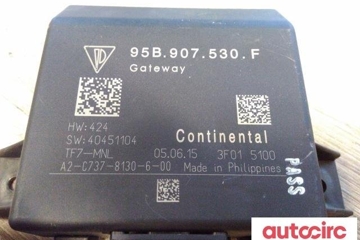 95B.907.530.F
Gateway
HW:424
SW:40451104
Continental
TF7-MNL 05.06.15 3F01 5100
A2-C737-8130-6-00 Made in Philippines
PASS
autocirc